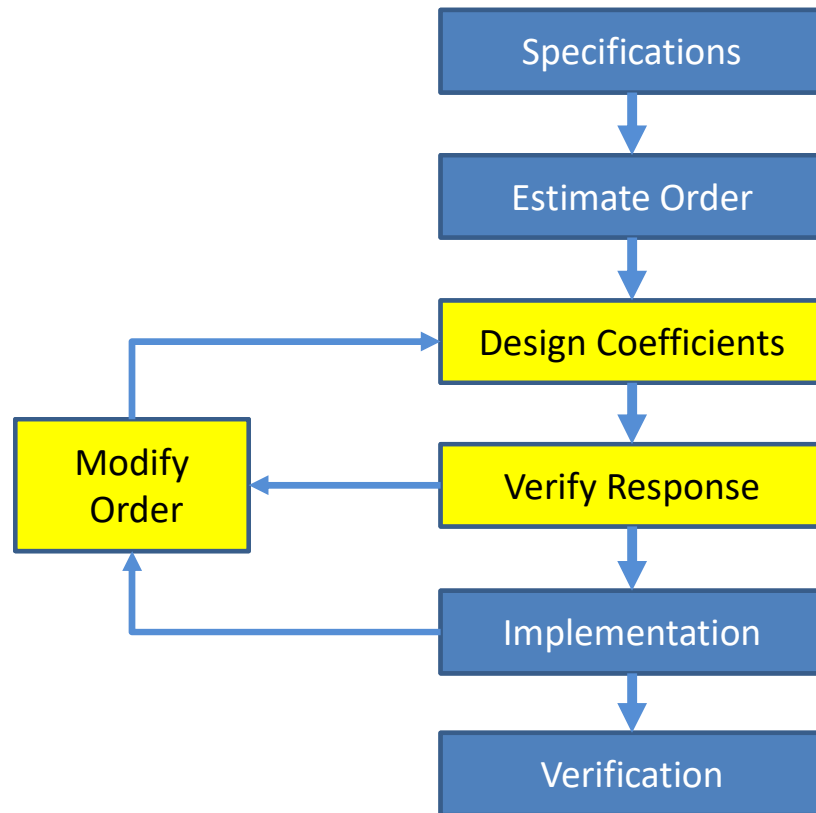 Specifications
Estimate Order
Design Coefficients
Modify
Order
Verify Response
Implementation
Verification